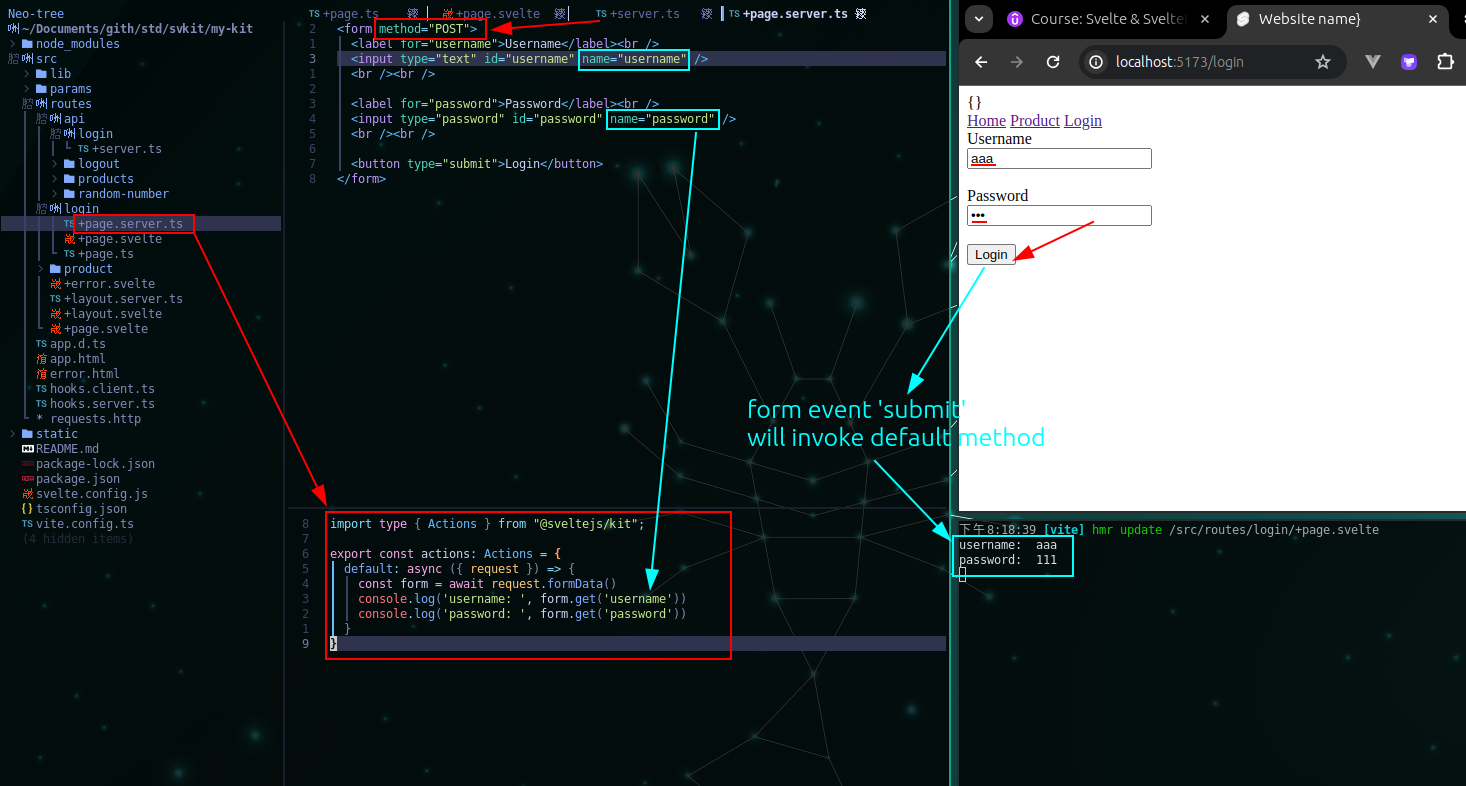 Neo-tree
~/Documents/gith/std/svkit/my-kit
node_modules
src
lib
params
routes
api
login
TS +server.ts
logout
products
random-number
login
TS +page.server.ts
+page.svelte
TS +page.ts
product
+error.svelte
TS +layout.server.ts
+layout.svelte
+page.svelte
TS app.d.ts
app.html
error.html
TS hooks.client.ts
TS hooks.server.ts
* requests.http
static
README.md
package-lock.json
package.json
svelte.config.js
{} tsconfig.json
TS vite.config.ts
(4 hidden items)
TS +page.ts +page.svelte TS +server.ts TS +page.server.ts
2 <form method="POST">
1 <label for="username">Username</label><br />
3 <input type="text" id="username" name="username" />
1 <br /><br />
2
3 <label for="password">Password</label><br />
4 <input type="password" id="password" name="password" />
5 <br /><br />
6
7 <button type="submit">Login</button>
8 </form>
form event 'submit'
will invoke default method
8 import type { Actions } from "@sveltejs/kit";
7
6 export const actions: Actions = {
5 default: async ({ request }) => {
4 const form = await request.formData()
3 console.log('username: ', form.get('username'))
2 console.log('password: ', form.get('password'))
1 }
9 }
Course: Svelte & Svelte
Website name}
localhost:5173/login
{}
Home Product Login
Username
aaa
Password
•••
Login
下午8:18:39 [vite] hmr update /src/routes/login/+page.svelte
username: aaa
password: 111